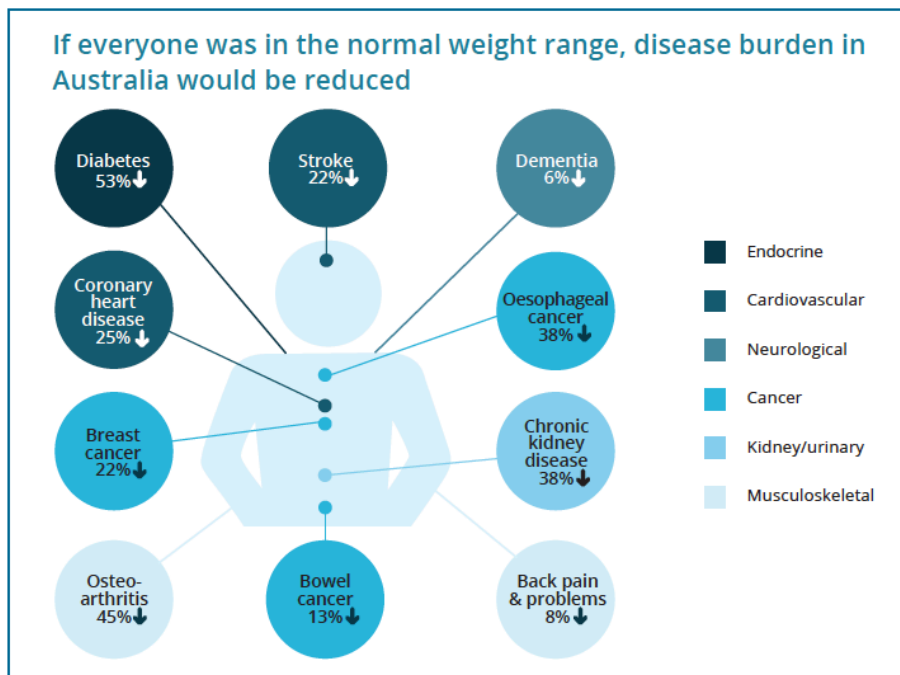 If everyone was in the normal weight range, disease burden in
Australia would be reduced
Diabetes
53%
Stroke
22%
Dementia
6%
Coronary
heart
disease
25%
Oesophageal
cancer
38%
Breast
cancer
22%
Chronic
kidney
disease
38%
Osteo-
arthritis
45%
Bowel
cancer
13%
Back pain
& problems
8%
Endocrine
Cardiovascular
Neurological
Cancer
Kidney/urinary
Musculoskeletal